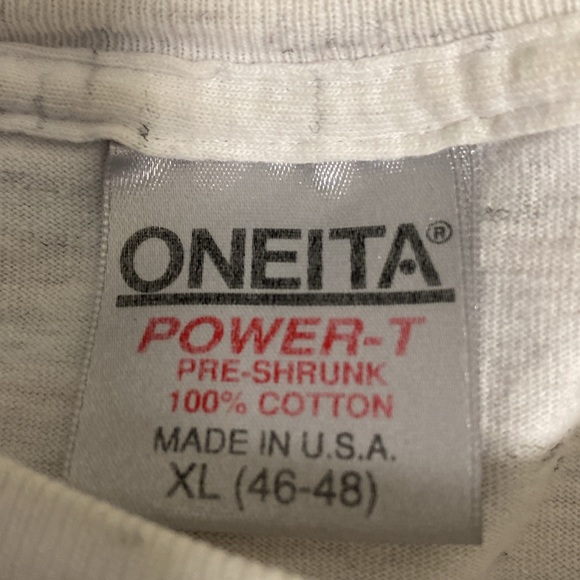 ONEITA®
POWER-T
PRE-SHRUNK
100% COTTON
MADE IN U.S.A.
XL (46-48)